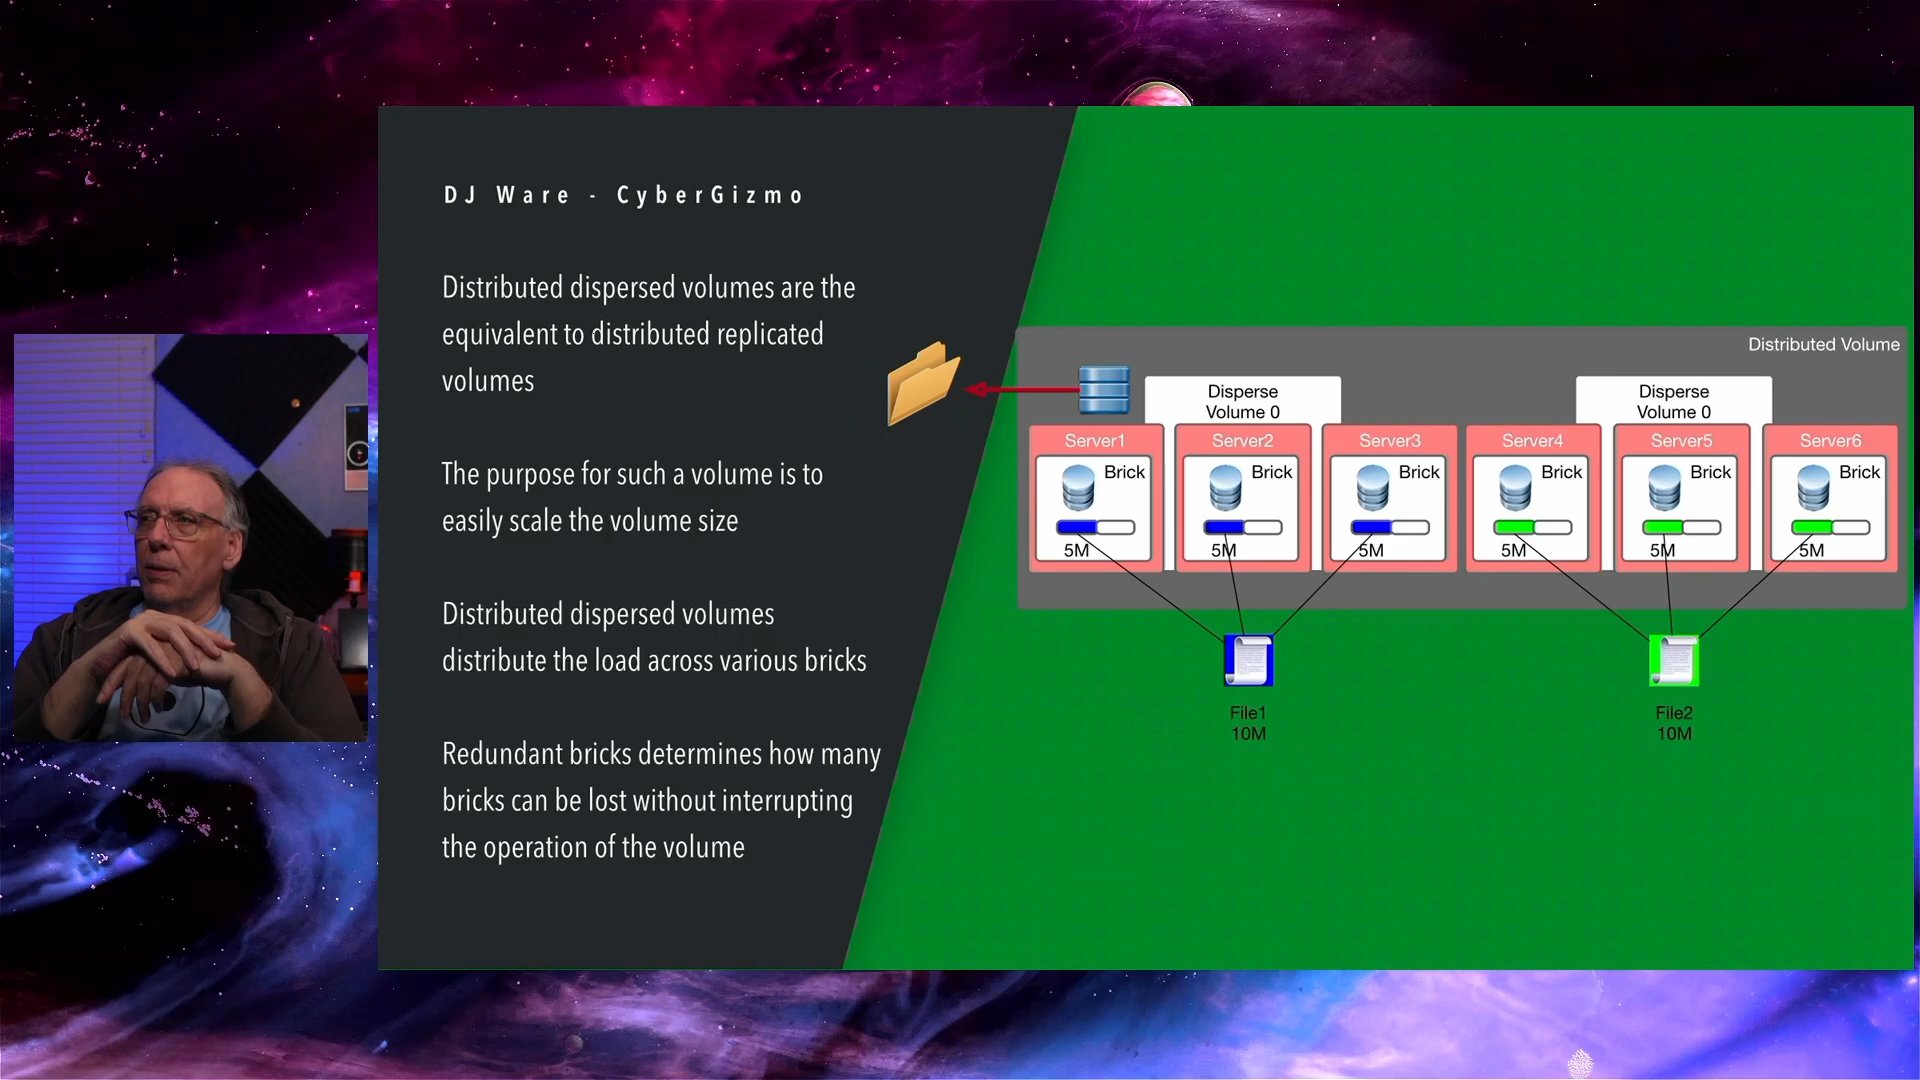 DJ Ware - CyberGizmo
Distributed dispersed volumes are the
equivalent to distributed replicated
volumes
The purpose for such a volume is to
easily scale the volume size
Distributed dispersed volumes
distribute the load across various bricks
Redundant bricks determines how many
bricks can be lost without interrupting
the operation of the volume
Distributed Volume
Disperse
Volume 0
Disperse
Volume 0
Server1
Brick
5M
Server2
Brick
5M
Server3
Brick
5M
Server4
Brick
5M
Server5
Brick
5M
Server6
Brick
5M
File1
10M
File2
10M